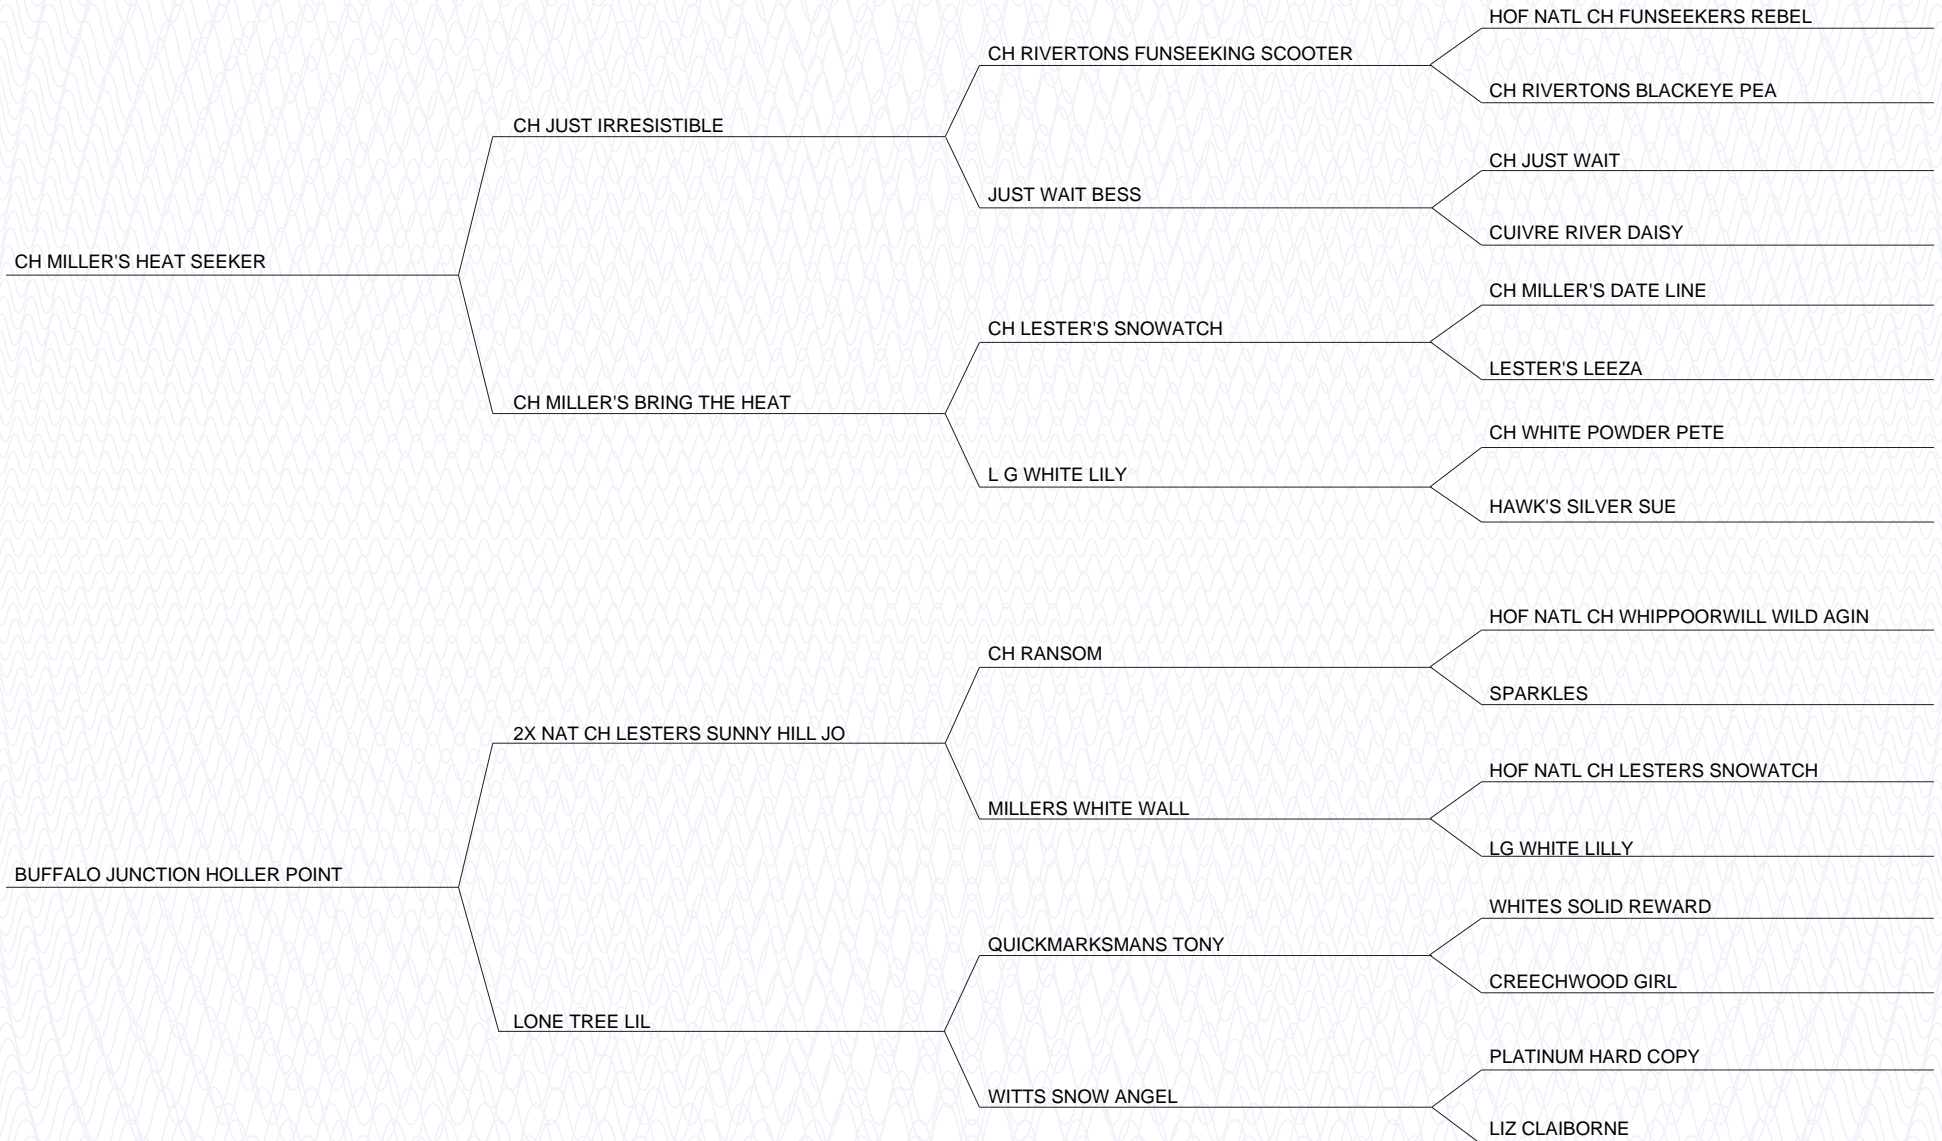 HOF NATL CH FUNSEEKERS REBEL
CH RIVERTONS FUNSEEKING SCOOTER
CH RIVERTONS BLACKEYE PEA
CH JUST IRRESISTIBLE
CH JUST WAIT
JUST WAIT BESS
CUIVRE RIVER DAISY
CH MILLER'S HEAT SEEKER
CH MILLER'S DATE LINE
CH LESTER'S SNOWATCH
LESTER'S LEEZA
CH MILLER'S BRING THE HEAT
CH WHITE POWDER PETE
L G WHITE LILY
HAWK'S SILVER SUE
HOF NATL CH WHIPPOORWILL WILD AGIN
CH RANSOM
SPARKLES
2X NAT CH LESTERS SUNNY HILL JO
HOF NATL CH LESTERS SNOWATCH
MILLERS WHITE WALL
LG WHITE LILLY
BUFFALO JUNCTION HOLLER POINT
WHITES SOLID REWARD
QUICKMARKSMANS TONY
CREECHWOOD GIRL
LONE TREE LIL
PLATINUM HARD COPY
WITTS SNOW ANGEL
LIZ CLAIBORNE